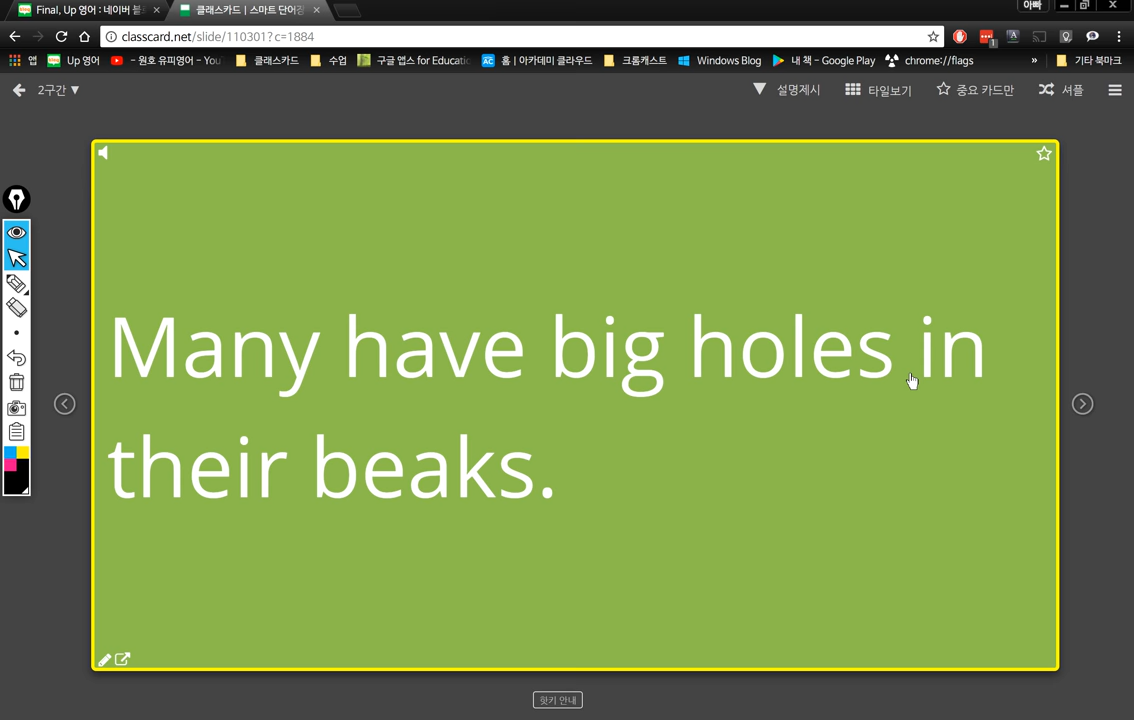 Final, Up 영어 : 네이버 블
클래스카드 | 스마트 단어장
아빠
classcard.net/slide/110301?c=1884
앱
Up 영어
- 원호 유피영어 - You
클래스카드
수업
구글 앱스 for Educatio
홈 | 아카데미 클라우드
크롬캐스트
Windows Blog
내 책 - Google Play
chrome://flags
»
기타 북마크
2구간 ▼
▼ 설명제시
타일보기
중요 카드만
셔플
Many have big holes in
their beaks.
핫키 안내